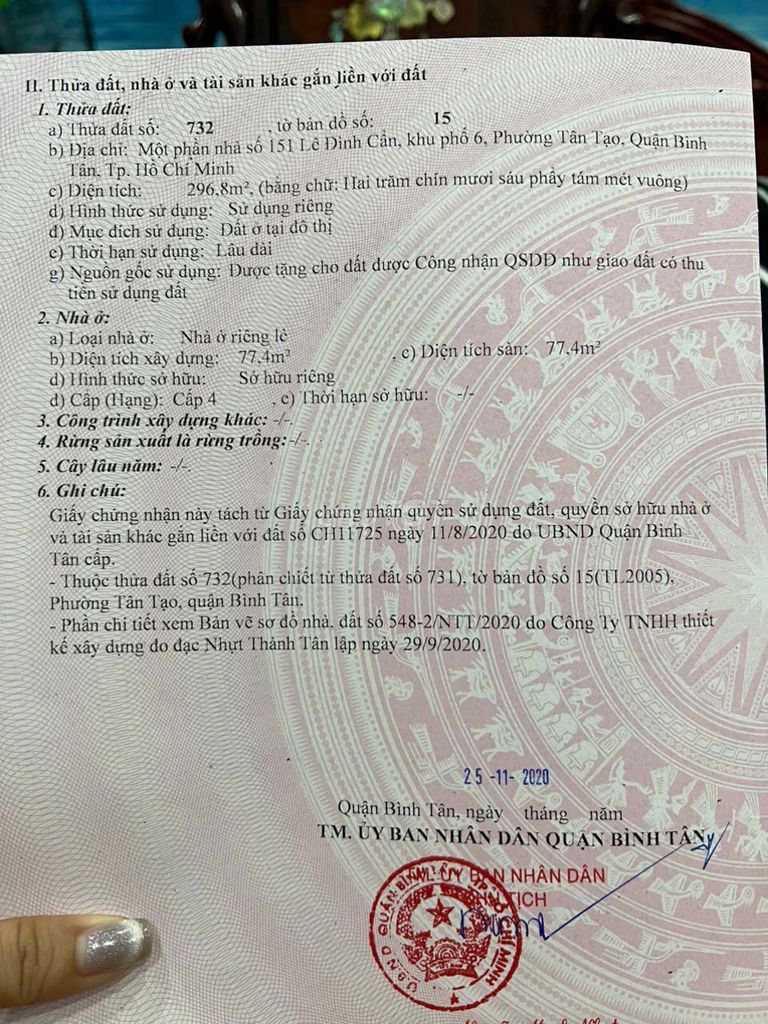 II. Thửa đất, nhà ở và tài sản khác gắn liền với đất
1. Thửa đất:
a) Thửa đất số: 732 , tờ bản đồ số: 15
b) Địa chỉ: Một phần nhà số 151 Lê Đình Cẩn, khu phố 6, Phường Tân Tạo, Quận Bình
Tân, Tp. Hồ Chí Minh
c) Diện tích: 296,8m², (bằng chữ: Hai trăm chín mươi sáu phẩy tám mét vuông)
d) Hình thức sử dụng: Sử dụng riêng
đ) Mục đích sử dụng: Đất ở tại đô thị
e) Thời hạn sử dụng: Lâu dài
g) Nguồn gốc sử dụng: Được tặng cho đất được Công nhận QSDĐ như giao đất có thu
tiền sử dụng đất
2. Nhà ở:
a) Loại nhà ở: Nhà ở riêng lẻ
b) Diện tích xây dựng: 77,4m² , c) Diện tích sàn: 77,4m²
d) Hình thức sở hữu: Sở hữu riêng
đ) Cấp (Hạng): Cấp 4 , e) Thời hạn sở hữu: -/-
3. Công trình xây dựng khác: -/-.
4. Rừng sản xuất là rừng trồng:-/-.
5. Cây lâu năm: -/-.
6. Ghi chú:
Giấy chứng nhận này tách từ Giấy chứng nhận quyền sử dụng đất, quyền sở hữu nhà ở
và tài sản khác gắn liền với đất số CH11725 ngày 11/8/2020 do UBND Quận Bình
Tân cấp.
- Thuộc thửa đất số 732(phân chiết từ thửa đất số 731), tờ bản đồ số 15(TL2005),
Phường Tân Tạo, quận Bình Tân.
- Phần chi tiết xem Bản vẽ sơ đồ nhà, đất số 548-2/NTT/2020 do Công Ty TNHH thiết
kế xây dựng đo đạc Nhựt Thành Tân lập ngày 29/9/2020.
25 -11- 2020
Quận Bình Tân, ngày tháng năm
TM. ỦY BAN NHÂN DÂN QUẬN BÌNH TÂN
BAN NHÂN DÂN
TỊCH